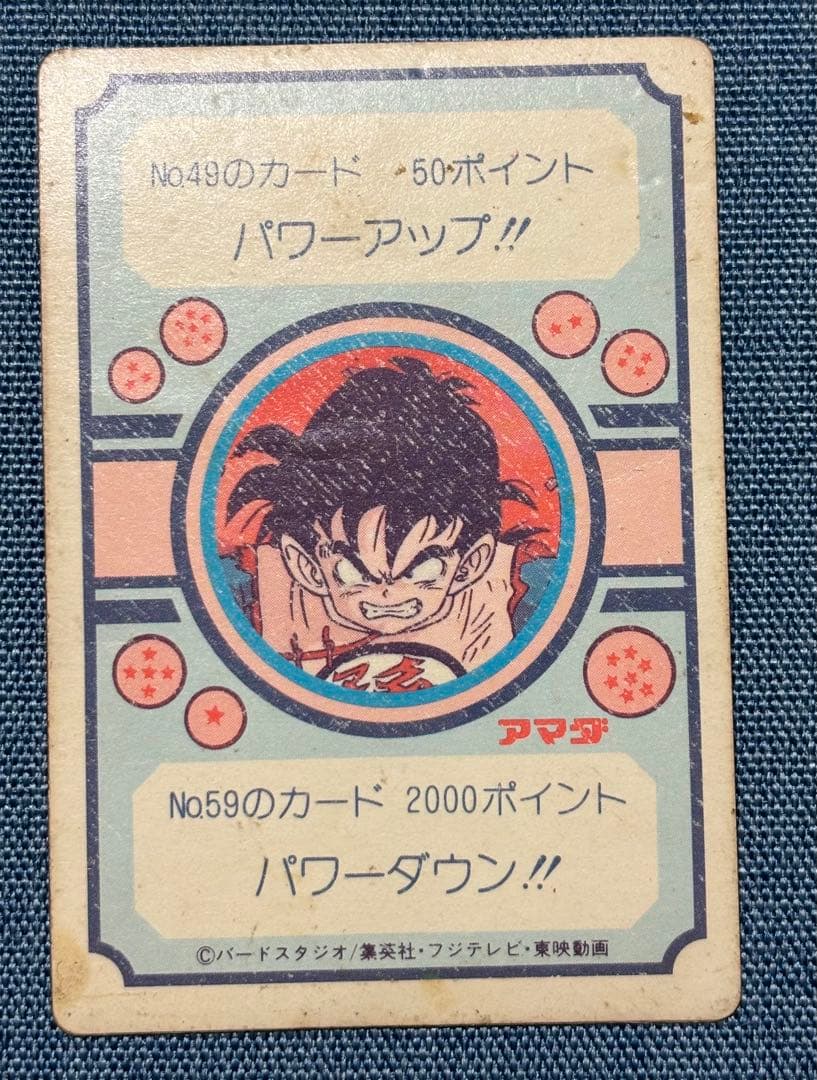 No.49のカード 50ポイント
パワーアップ!!
アマダ
No.59のカード 2000ポイント
パワーダウン!!
©バードスタジオ/集英社・フジテレビ・東映動画